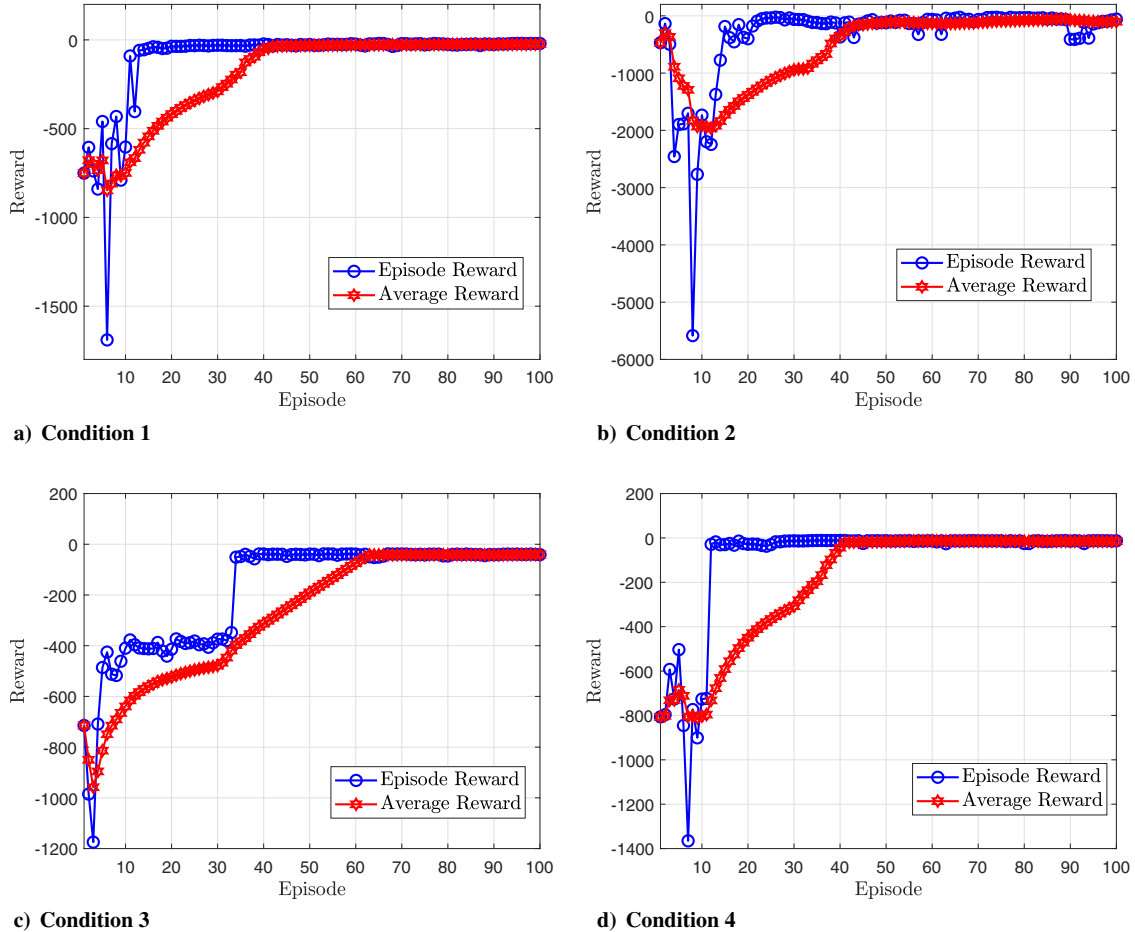 0
-500
-1000
-1500
Reward
Episode Reward
Average Reward
10 20 30 40 50 60 70 80 90 100
Episode
a) Condition 1
0
-1000
-2000
-3000
-4000
-5000
-6000
Reward
Episode Reward
Average Reward
10 20 30 40 50 60 70 80 90 100
Episode
b) Condition 2
200
0
-200
-400
-600
-800
-1000
-1200
Reward
Episode Reward
Average Reward
10 20 30 40 50 60 70 80 90 100
Episode
c) Condition 3
200
0
-200
-400
-600
-800
-1000
-1200
-1400
Reward
Episode Reward
Average Reward
10 20 30 40 50 60 70 80 90 100
Episode
d) Condition 4